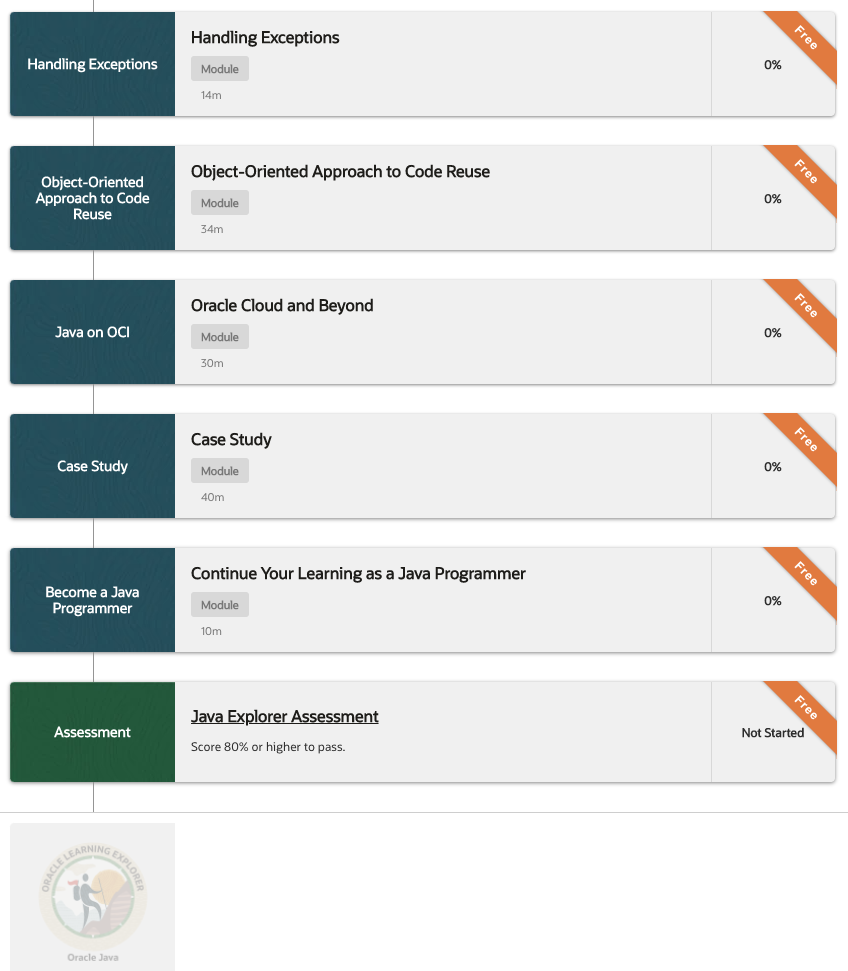 Handling Exceptions
Handling Exceptions
Module
14m
0%
Free
Object-Oriented
Approach to Code
Reuse
Object-Oriented Approach to Code Reuse
Module
34m
0%
Free
Java on OCI
Oracle Cloud and Beyond
Module
30m
0%
Free
Case Study
Case Study
Module
40m
0%
Free
Become a Java
Programmer
Continue Your Learning as a Java Programmer
Module
10m
0%
Free
Assessment
Java Explorer Assessment
Score 80% or higher to pass.
Not Started
Free
ORACLE LEARNING EXPLORER
Oracle Java